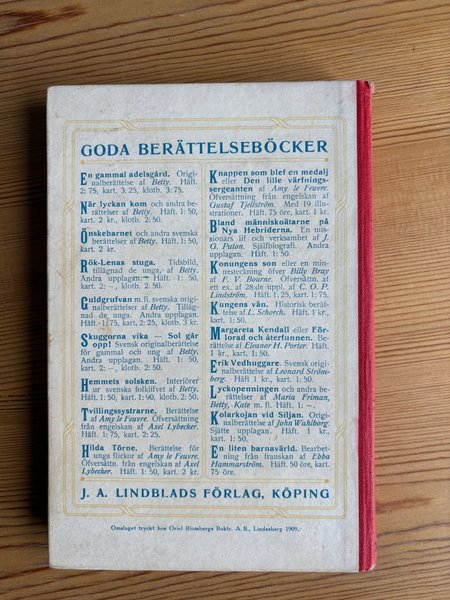 GODA BERÄTTELSEBÖCKER
En gammal adelsgård. Origi-
nalberättelse af Betty. Häft.
2: 75, kart. 3: 25, klotb. 3: 75.
När lyckan kom och andra be-
rättelser af Betty. Häft. 1: 50,
kart. 2 kr., klotb. 2: 50.
Önskebarnet och andra svenska
berättelser af Betty. Häft. 1: 50,
kart. 2 kr.
Rök-Lenas stuga. Tidsbild,
tillägnad de unga, af Betty.
Andra upplagan. Häft. 1: 50,
kart. 2: —, klotb. 2: 50.
Guldgrufvan m. fl. svenska origi-
nalberättelser af Betty. Tilläg-
nad de unga. Andra upplagan.
Häft. 1: 75, kart. 2: 25, klotb. 3 kr.
Skuggorna vika — Sol går
opp! Svensk originalberättelse
för gammal och ung af Betty.
Andra upplagan. Häft. 1: 50,
kart. 2: —, klotb. 2: 50.
Hemmets solsken. Interiörer
ur svenska folklifvet af Betty.
Häft. 1: 50, kart. 1: 90, klotb. 2: 50.
Tvillingssystrarne. Berättelse
af Amy le Feuvre. Öfversättning
från engelskan af Axel Lybecker.
Häft. 1: 75, kart. 2: 25.
Hilda Törne. Berättelse för
unga flickor af Amy le Feuvre.
Öfversättn. från engelskan af Axel
Lybecker. Häft. 1: 50, kart. 2 kr.
Knappen som blef en medalj
eller Den lille värfnings-
sergeanten af Amy le Feuvre.
Öfversättning från engelskan af
Gustaf Tjellström. Med 19 illu-
strationer. Häft. 75 öre, kart. 1 kr.
Bland människoätarne på
Nya Hebriderna. En mis-
sionärs lif och verksamhet af J.
G. Paton. Själfbiografi. Andra
upplagan. Häft. 1: 50.
Konungens son eller en min-
nesteckning öfver Billy Bray
af F. V. Bourne. Öfversättn. af
ett ex. af 28:de uppl. af C. O. P.
Lindström. Häft. 1: 25, kart. 1: 75.
Kungens vän. Historisk berät-
telse af L. Schorch. Häft. 1 kr.,
kart. 1: 50.
Margareta Kendall eller För-
lorad och återfunnen. Be-
rättelse af Eleanor H. Porter. Häft.
1 kr., kart. 1: 50.
Erik Vedhuggare. Svensk origi-
nalberättelse af Leonard Ström-
berg. Häft. 1 kr., kart. 1: 50.
Lyckopenningen och andra be-
rättelser af Maria Friman,
Betty, Kate m. fl. Häft. 1: —
Kolarkojan vid Siljan. Origi-
nalberättelse af John Wahlborg.
Sjätte upplagan. Häft. 1 kr.,
kart. 1: 50.
En liten barnavärld. Bearbet-
ning från franskan af Ebba
Hammarström. Häft. 50 öre, kart.
75 öre.
J. A. LINDBLADS FÖRLAG, KÖPING
Omslaget tryckt hos Oriel Blombergs Boktr. A. B., Lindesberg 1909.